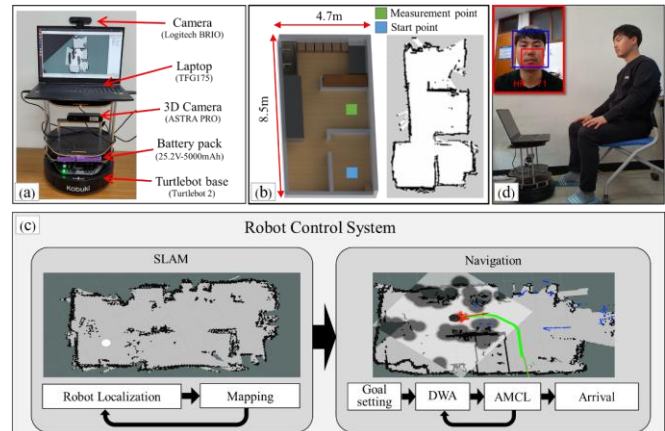 (a)
Camera
(Logitech BRIO)
Laptop
(TFG175)
3D Camera
(ASTRA PRO)
Battery pack
(25.2V-5000mAh)
Turtlebot base
(Turtlebot 2)
Kobuki
(b)
4.7m
8.5m
Measurement point
Start point
(d)
(c)
Robot Control System
SLAM
Robot Localization
Mapping
Navigation
Goal
setting
DWA
AMCL
Arrival